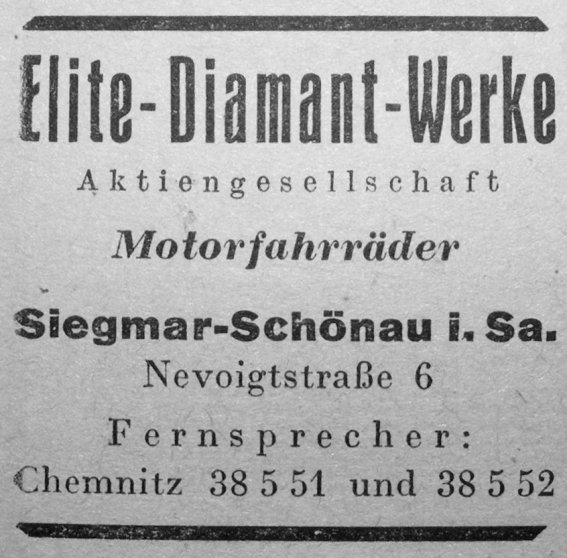 Elite-Diamant-Werke
Aktiengesellschaft
Motorfahrräder
Siegmar-Schönau i. Sa.
Nevoigtstraße 6
Fernsprecher:
Chemnitz 38 5 51 und 38 5 52